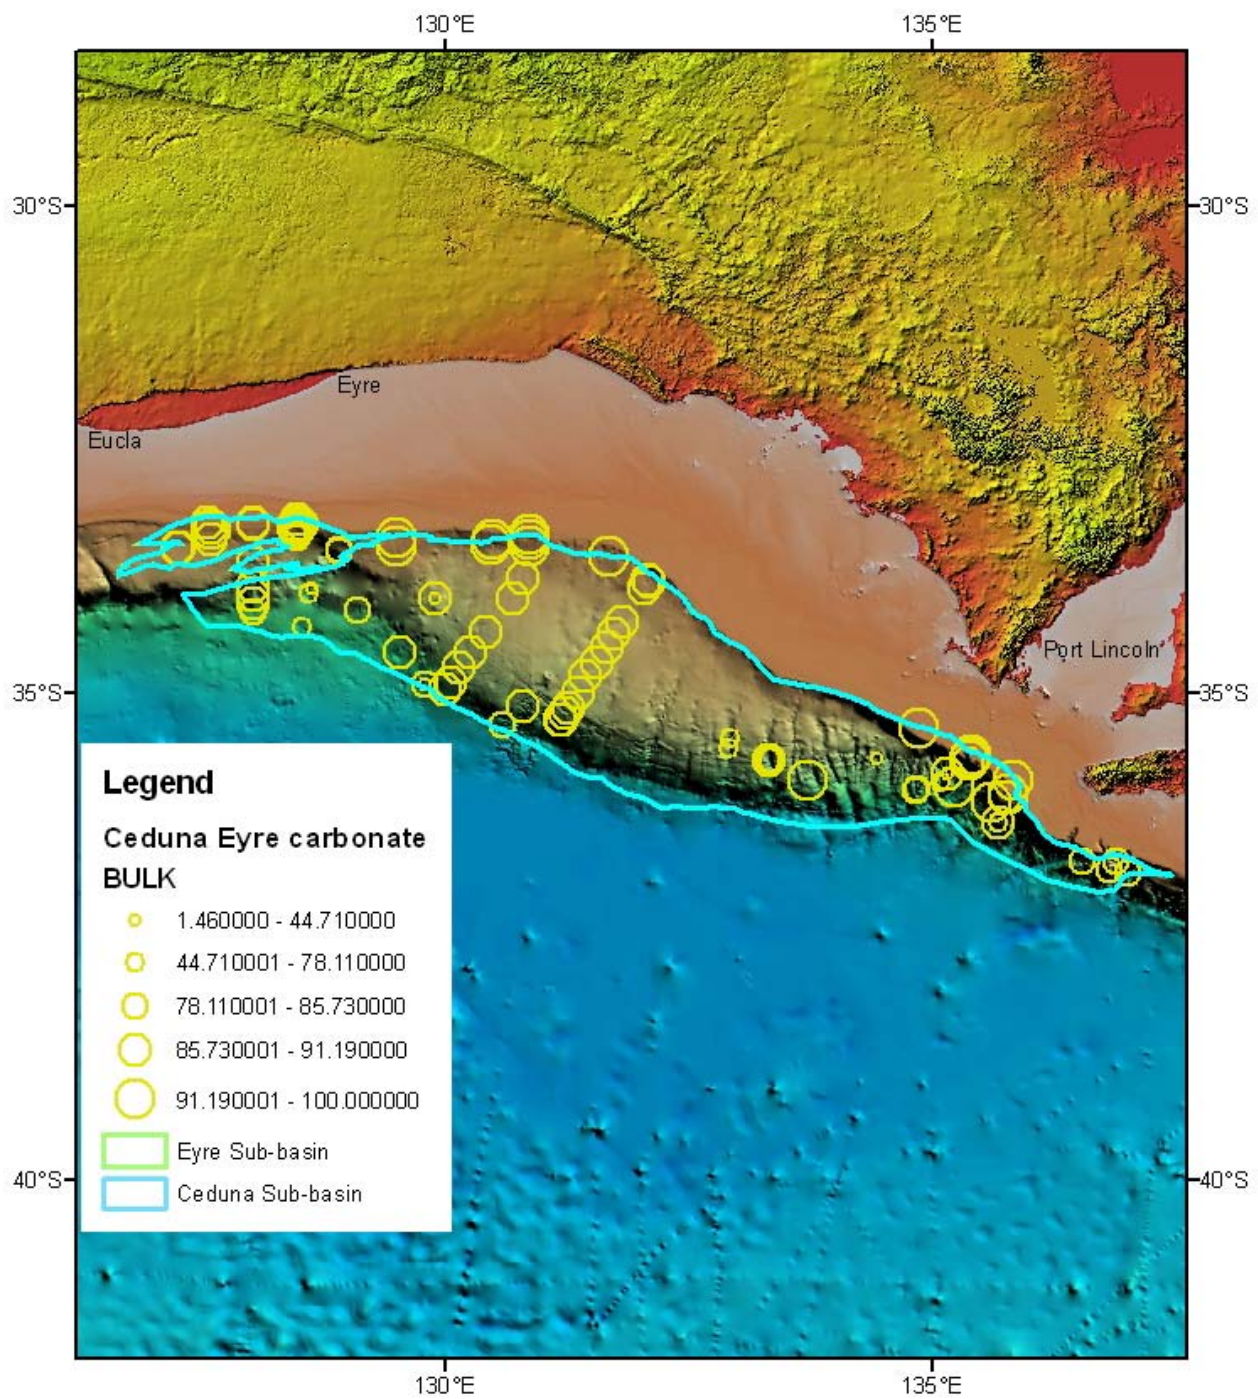 130°E 135°E
30°S 30°S
Eyre
Eucla
Port Lincoln
35°S 35°S
Legend
Ceduna Eyre carbonate
BULK
1.460000 - 44.710000
44.710001 - 78.110000
78.110001 - 85.730000
85.730001 - 91.190000
91.190001 - 100.000000
Eyre Sub-basin
Ceduna Sub-basin
40°S 40°S
130°E 135°E